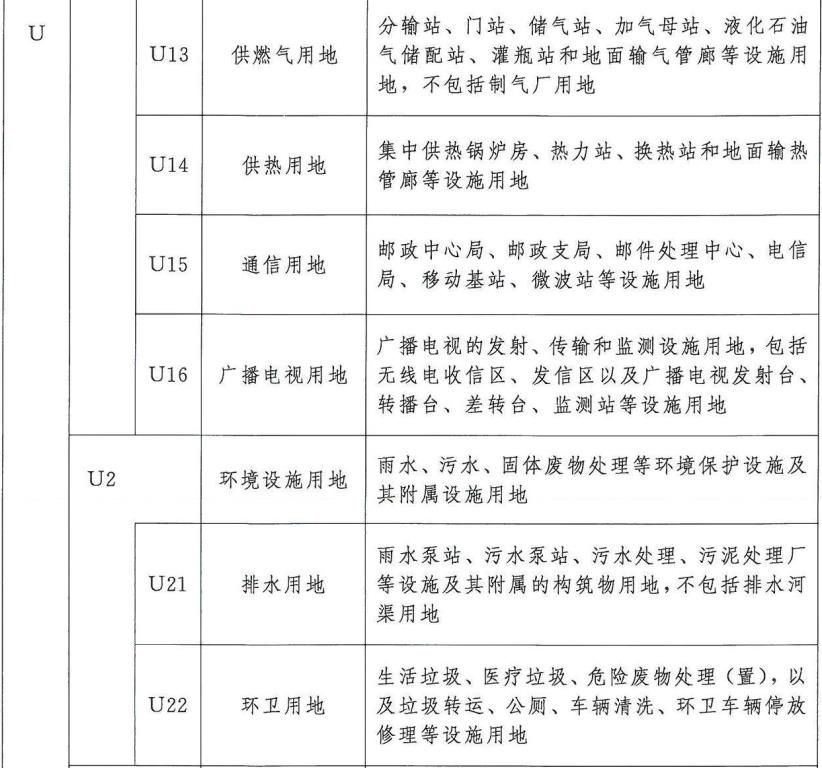 U
U13
供燃气用地
分输站、门站、储气站、加气母站、液化石油
气储配站、灌瓶站和地面输气管廊等设施用
地，不包括制气厂用地
U14
供热用地
集中供热锅炉房、热力站、换热站和地面输热
管廊等设施用地
U15
通信用地
邮政中心局、邮政支局、邮件处理中心、电信
局、移动基站、微波站等设施用地
U16
广播电视用地
广播电视的发射、传输和监测设施用地，包括
无线电收信区、发信区以及广播电视发射台、
转播台、差转台、监测站等设施用地
U2
环境设施用地
雨水、污水、固体废物处理等环境保护设施及
其附属设施用地
U21
排水用地
雨水泵站、污水泵站、污水处理、污泥处理厂
等设施及其附属的构筑物用地，不包括排水河
渠用地
U22
环卫用地
生活垃圾、医疗垃圾、危险废物处理（置），以
及垃圾转运、公厕、车辆清洗、环卫车辆停放
修理等设施用地